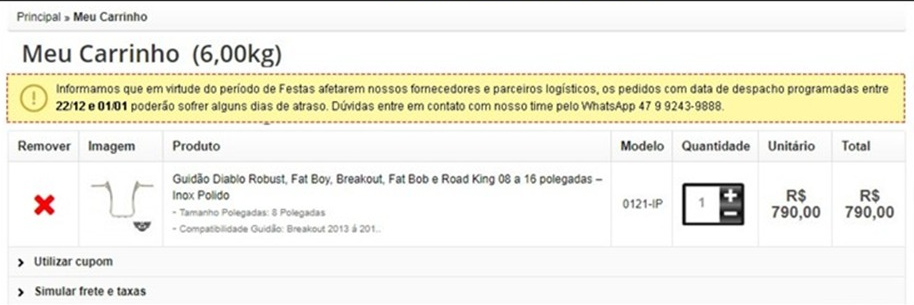 Principal » Meu Carrinho
Meu Carrinho (6,00kg)
Informamos que em virtude do período de Festas afetarem nossos fornecedores e parceiros logísticos, os pedidos com data de despacho programadas entre
22/12 e 01/01 poderão sofrer alguns dias de atraso. Dúvidas entre em contato com nosso time pelo WhatsApp 47 9 9243-9888.
Remover Imagem Produto Modelo Quantidade Unitário Total
Guidão Diablo Robust, Fat Boy, Breakout, Fat Bob e Road King 08 a 16 polegadas –
Inox Polido
- Tamanho Polegadas: 8 Polegadas
- Compatibilidade Guidão: Breakout 2013 á 201..
0121-IP
1
R$
790,00
R$
790,00
Utilizar cupom
Simular frete e taxas